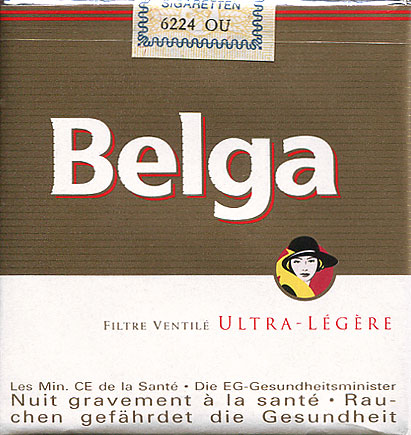 SIGARETTEN
6224 OU
Belga
FILTRE VENTILÉ ULTRA-LÉGÈRE
Les Min. CE de la Santé • Die EG-Gesundheitsminister
Nuit gravement à la santé • Rau-
chen gefährdet die Gesundheit